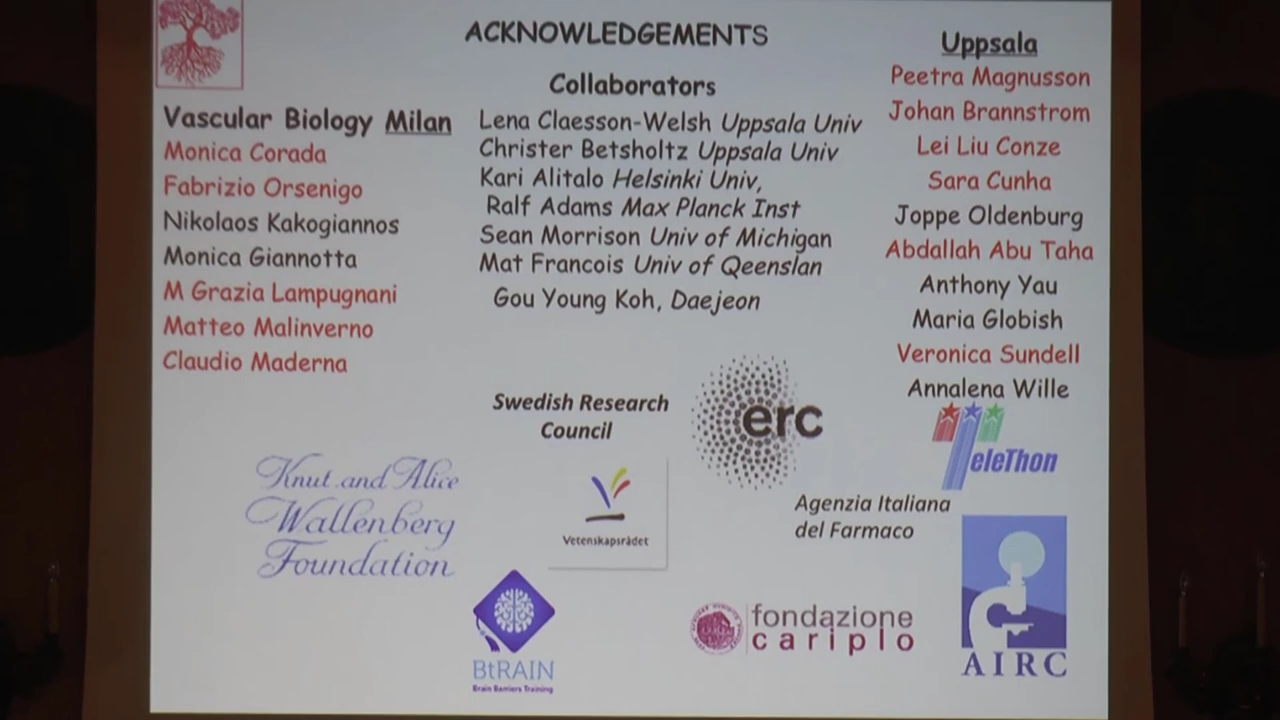 ACKNOWLEDGEMENTS
Vascular Biology Milan
Monica Corada
Fabrizio Orsenigo
Nikolaos Kakogiannos
Monica Giannotta
M Grazia Lampugnani
Matteo Malinverno
Claudio Maderna
Collaborators
Lena Claesson-Welsh Uppsala Univ
Christer Betsholtz Uppsala Univ
Kari Alitalo Helsinki Univ,
Ralf Adams Max Planck Inst
Sean Morrison Univ of Michigan
Mat Francois Univ of Qeenslan
Gou Young Koh, Daejeon
Uppsala
Peetra Magnusson
Johan Brannstrom
Lei Liu Conze
Sara Cunha
Joppe Oldenburg
Abdallah Abu Taha
Anthony Yau
Maria Globish
Veronica Sundell
Annalena Wille
Swedish Research
Council
erc
TeleThon
Knut and Alice
Wallenberg
Foundation
Vetenskapsrådet
Agenzia Italiana
del Farmaco
BtRAIN
Brain Barriers Training
fondazione
cariplo
AIRC